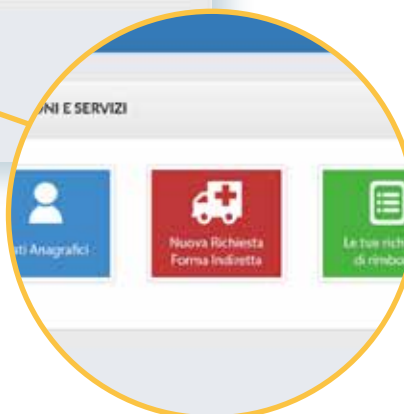 NI E SERVIZI
ti Anagrafici
Nuova Richiesta
Forma Indiretta
Le tue rich
di rimbo